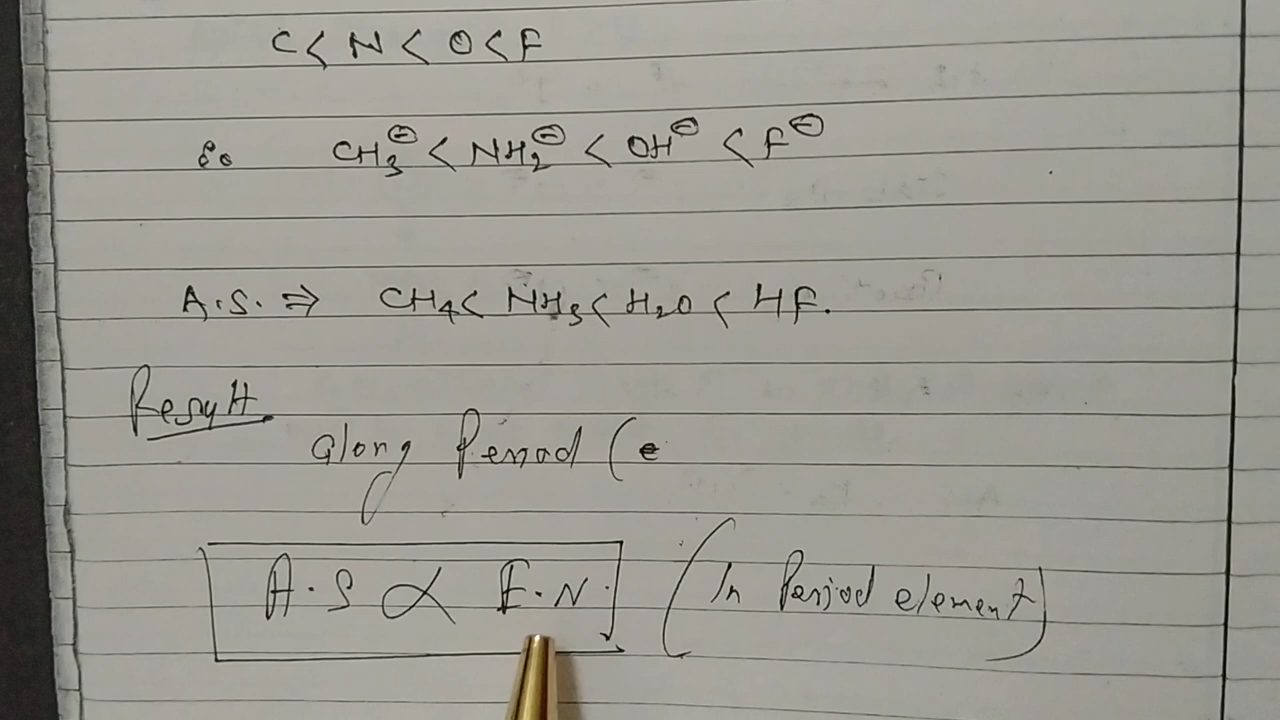 C < N < O < F
So CH₃⊖ < NH₂⊖ < OH⊖ < F⊖
A.S. ⇒ CH₄ < NH₃ < H₂O < HF.
Result
along Period (e
A.S ∝ E.N. (In Period element)